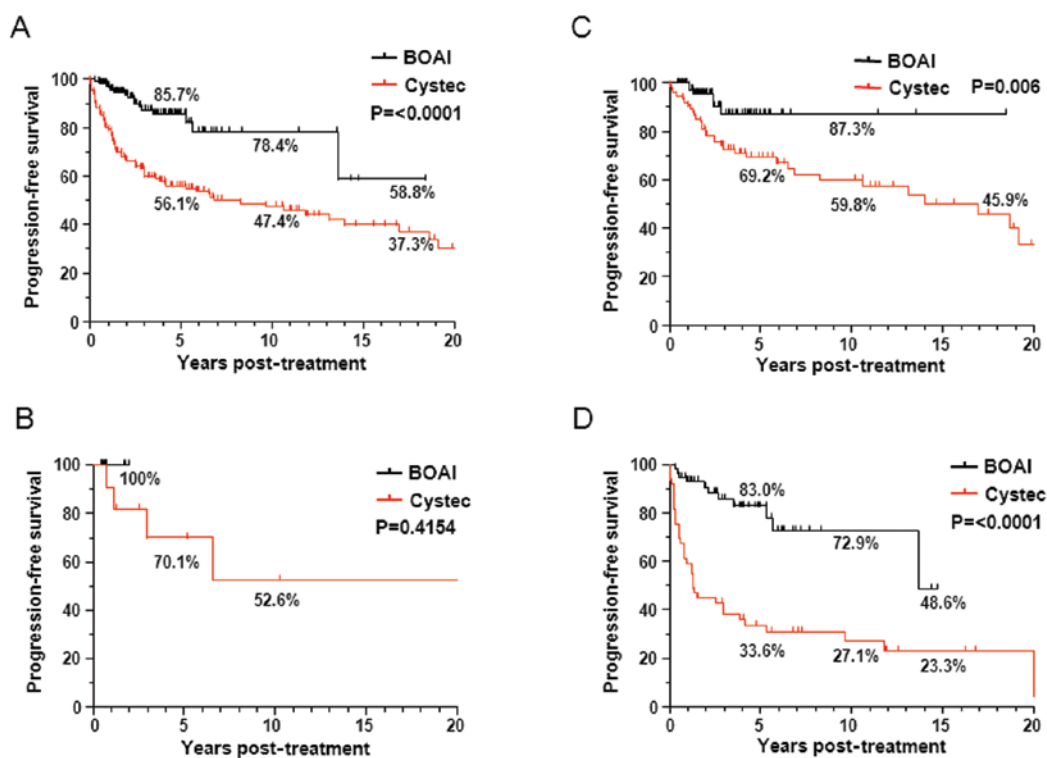 A
BOAI
Cystec
P=<0.0001
Progression-free survival
100
80
60
40
20
0
85.7%
78.4%
58.8%
56.1%
47.4%
37.3%
0 5 10 15 20
Years post-treatment
C
BOAI
Cystec P=0.006
Progression-free survival
100
80
60
40
20
0
87.3%
69.2%
59.8%
45.9%
0 5 10 15 20
Years post-treatment
B
BOAI
Cystec
P=0.4154
Progression-free survival
100
80
60
40
20
0
100%
70.1%
52.6%
0 5 10 15 20
Years post-treatment
D
BOAI
Cystec
P=<0.0001
Progression-free survival
100
80
60
40
20
0
83.0%
72.9%
48.6%
33.6%
27.1%
23.3%
0 5 10 15 20
Years post-treatment